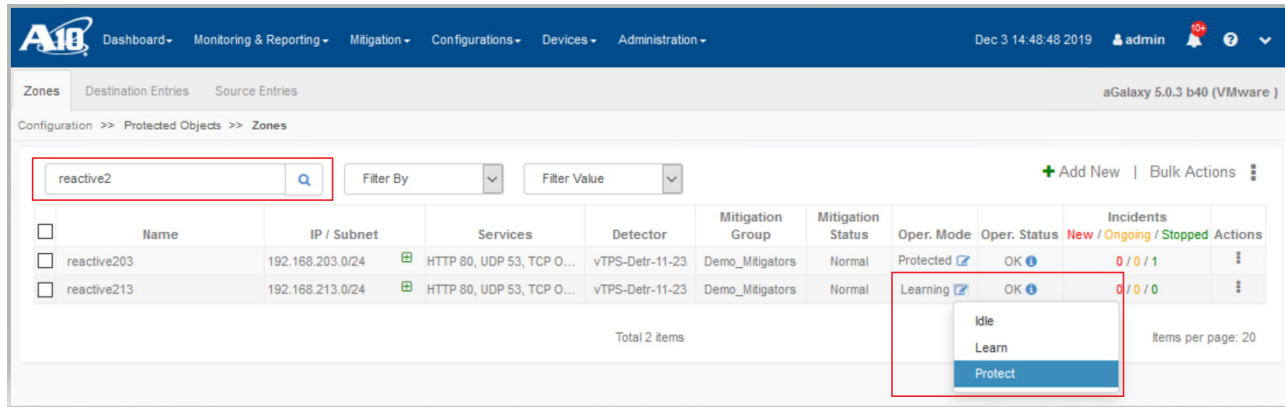 A10 Dashboard Monitoring & Reporting Mitigation Configurations Devices Administration Dec 3 14:48:48 2019 admin 10+
Zones Destination Entries Source Entries aGalaxy 5.0.3 b40 (VMware )
Configuration >> Protected Objects >> Zones
reactive2 Filter By Filter Value + Add New | Bulk Actions
Name IP / Subnet Services Detector Mitigation Group Mitigation Status Oper. Mode Oper. Status Incidents New / Ongoing / Stopped Actions
reactive203 192.168.203.0/24 HTTP 80, UDP 53, TCP O... vTPS-Detr-11-23 Demo_Mitigators Normal Protected OK 0 / 0 / 1
reactive213 192.168.213.0/24 HTTP 80, UDP 53, TCP O... vTPS-Detr-11-23 Demo_Mitigators Normal Learning OK 0 / 0 / 0
Total 2 items Items per page: 20
Idle
Learn
Protect